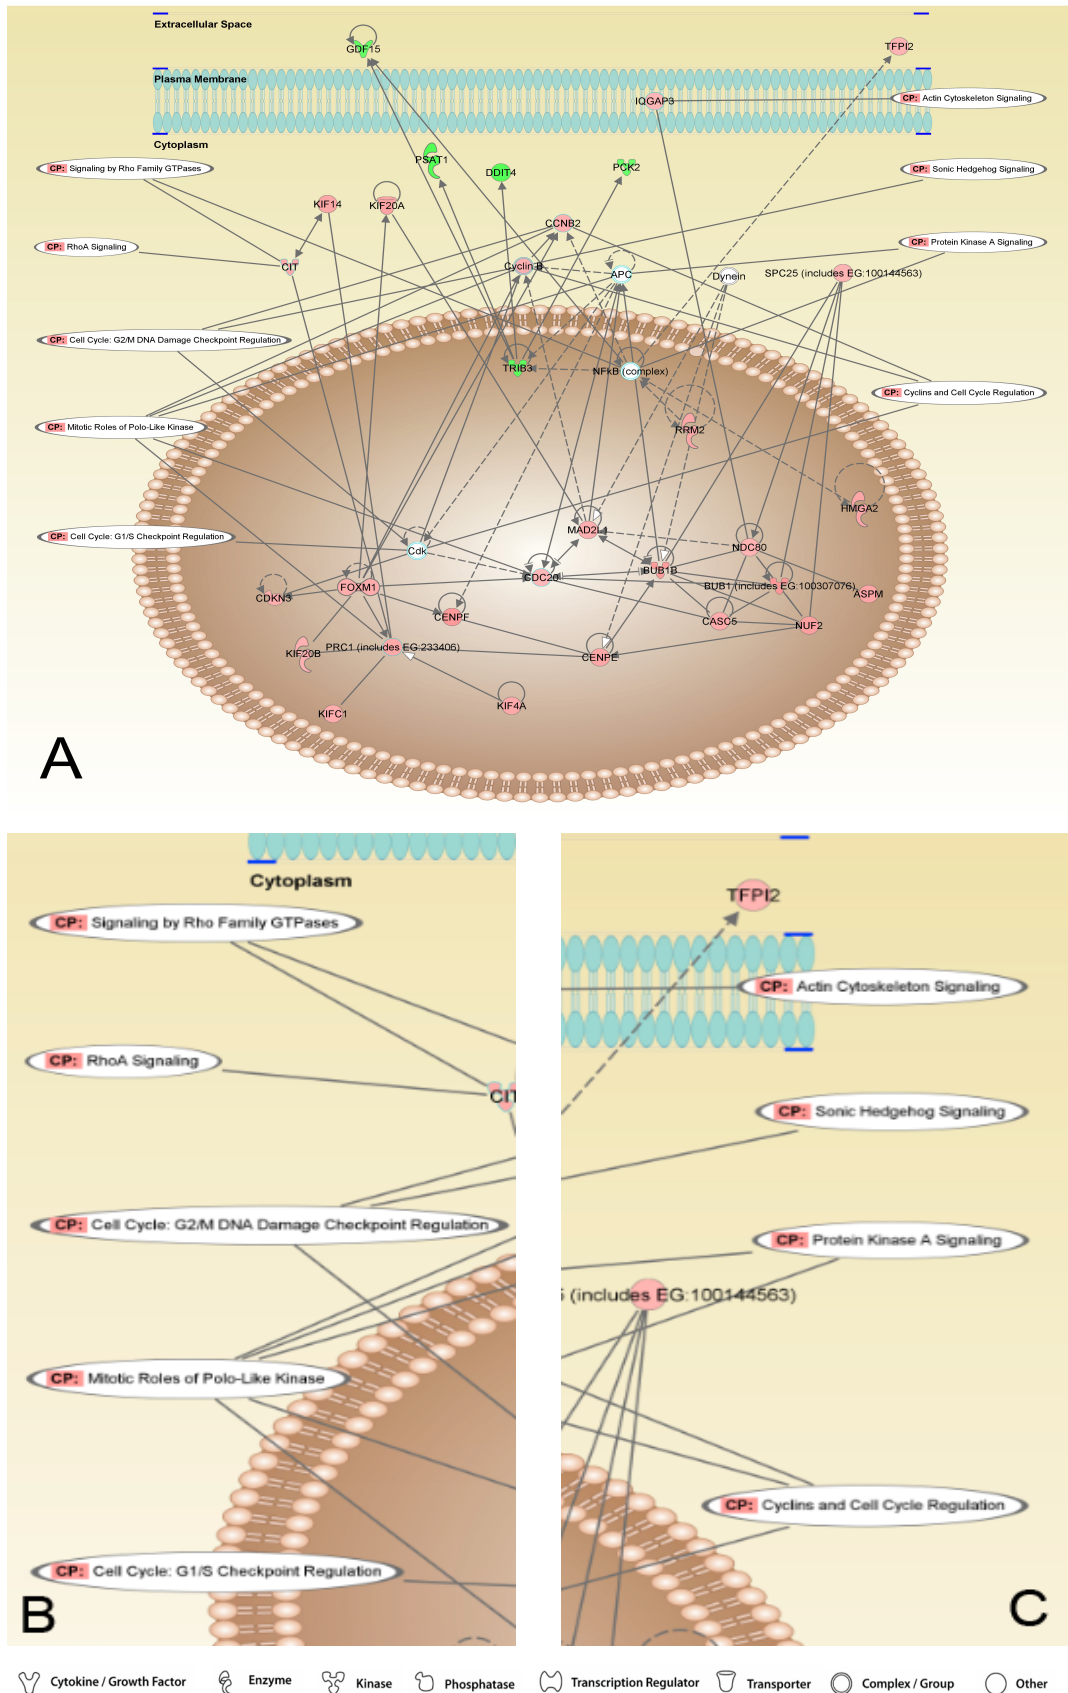 Extracellular Space
GDF15
TFPI2
Plasma Membrane
IQGAP3
CP: Actin Cytoskeleton Signaling
Cytoplasm
PSAT1
DDIT4
PCK2
CP: Signaling by Rho Family GTPases
CP: Sonic Hedgehog Signaling
KIF14
KIF20A
CCNB2
CP: RhoA Signaling
CP: Protein Kinase A Signaling
CIT
Cyclin B
APC
Dynein
SPC25 (includes EG:100144563)
CP: Cell Cycle: G2/M DNA Damage Checkpoint Regulation
TRIB3
NFkB (complex)
CP: Cyclins and Cell Cycle Regulation
CP: Mitotic Roles of Polo-Like Kinase
RRM2
HMGA2
CP: Cell Cycle: G1/S Checkpoint Regulation
MAD2L1
Cdk
NDC80
CDC20
BUB1B
BUB1 (includes EG:100307076)
CDKN3
FOXM1
ASPM
CENPF
CASC5
NUF2
KIF20B
PRC1 (includes EG:233406)
CENPE
KIFC1
KIF4A
A
Cytoplasm
CP: Signaling by Rho Family GTPases
CP: RhoA Signaling
CIT
CP: Cell Cycle: G2/M DNA Damage Checkpoint Regulation
CP: Mitotic Roles of Polo-Like Kinase
CP: Cell Cycle: G1/S Checkpoint Regulation
B
TFPI2
CP: Actin Cytoskeleton Signaling
CP: Sonic Hedgehog Signaling
CP: Protein Kinase A Signaling
(includes EG:100144563)
CP: Cyclins and Cell Cycle Regulation
C
Cytokine / Growth Factor
Enzyme
Kinase
Phosphatase
Transcription Regulator
Transporter
Complex / Group
Other